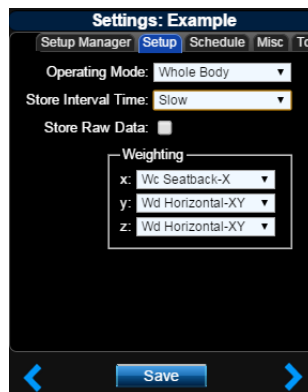 Settings: Example
Setup Manager Setup Schedule Misc To
Operating Mode: Whole Body
Store Interval Time: Slow
Store Raw Data:
Weighting
x: Wc Seatback-X
y: Wd Horizontal-XY
z: Wd Horizontal-XY
Save